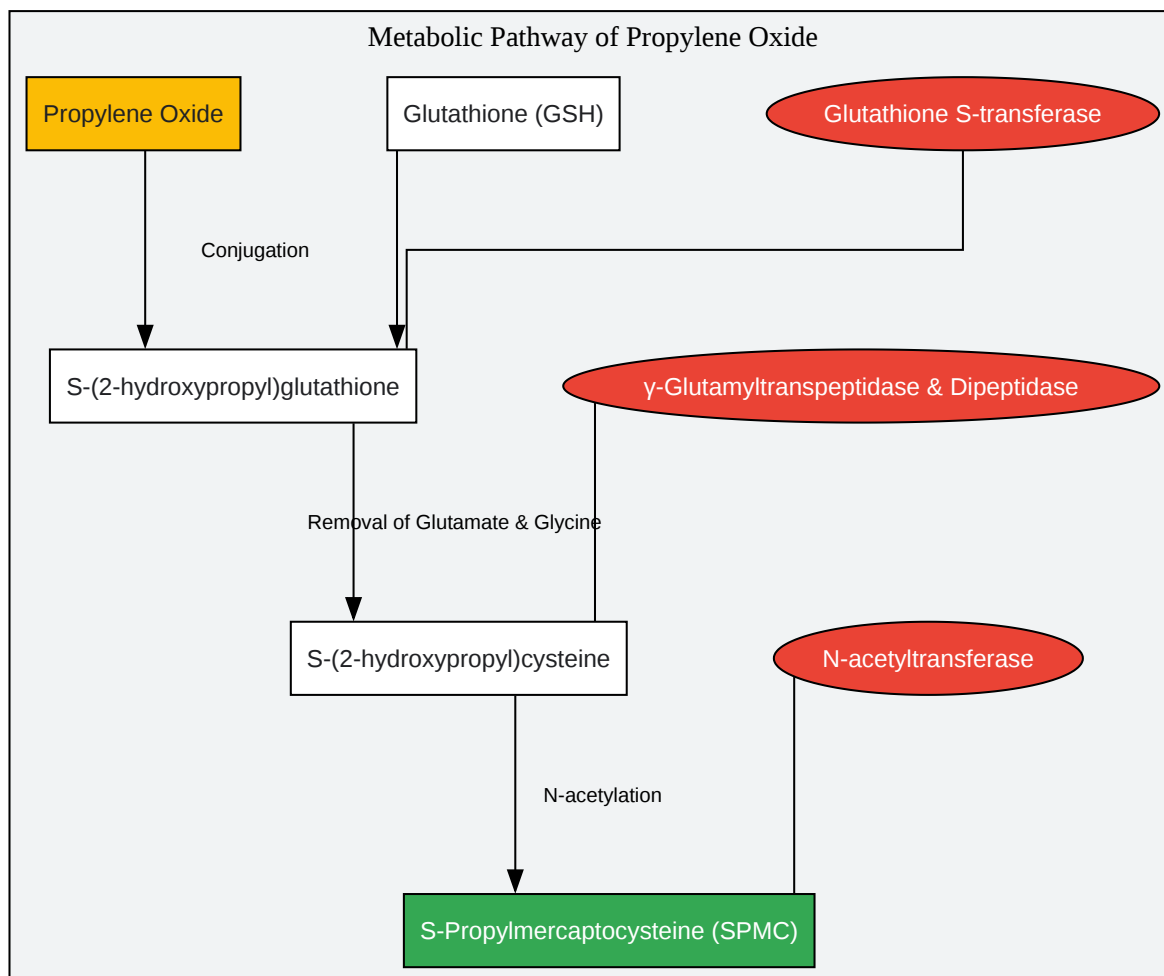 Metabolic Pathway of Propylene Oxide
Propylene Oxide
Glutathione (GSH)
Glutathione S-transferase
Conjugation
S-(2-hydroxypropyl)glutathione
γ-Glutamyltranspeptidase & Dipeptidase
Removal of Glutamate & Glycine
S-(2-hydroxypropyl)cysteine
N-acetyltransferase
N-acetylation
S-Propylmercaptocysteine (SPMC)